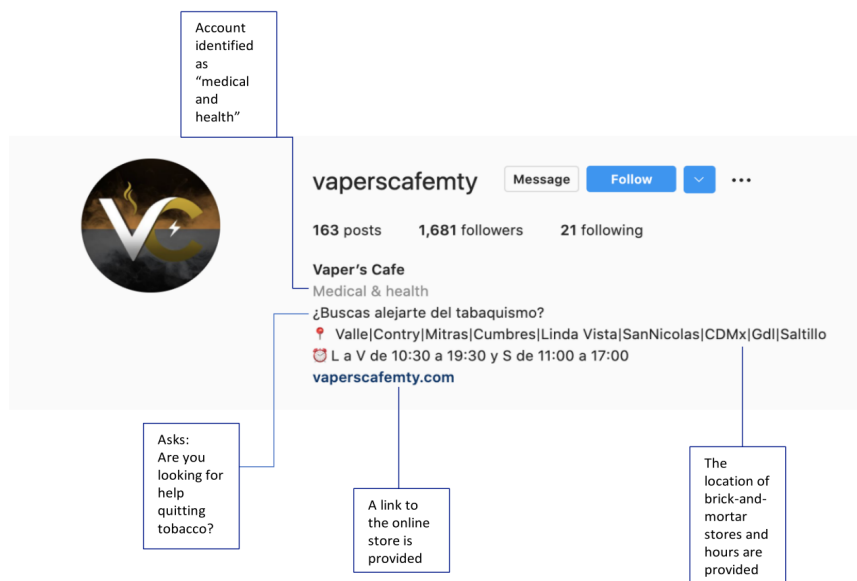 Account
identified
as
“medical
and
health”
VC
vaperscafemty Message Follow
163 posts 1,681 followers 21 following
Vaper's Cafe
Medical & health
¿Buscas alejarte del tabaquismo?
Valle|Contry|Mitras|Cumbres|Linda Vista|SanNicolas|CDMx|Gdl|Saltillo
L a V de 10:30 a 19:30 y S de 11:00 a 17:00
vaperscafemty.com
Asks:
Are you
looking for
help
quitting
tobacco?
A link to
the online
store is
provided
The
location of
brick-and-
mortar
stores and
hours are
provided